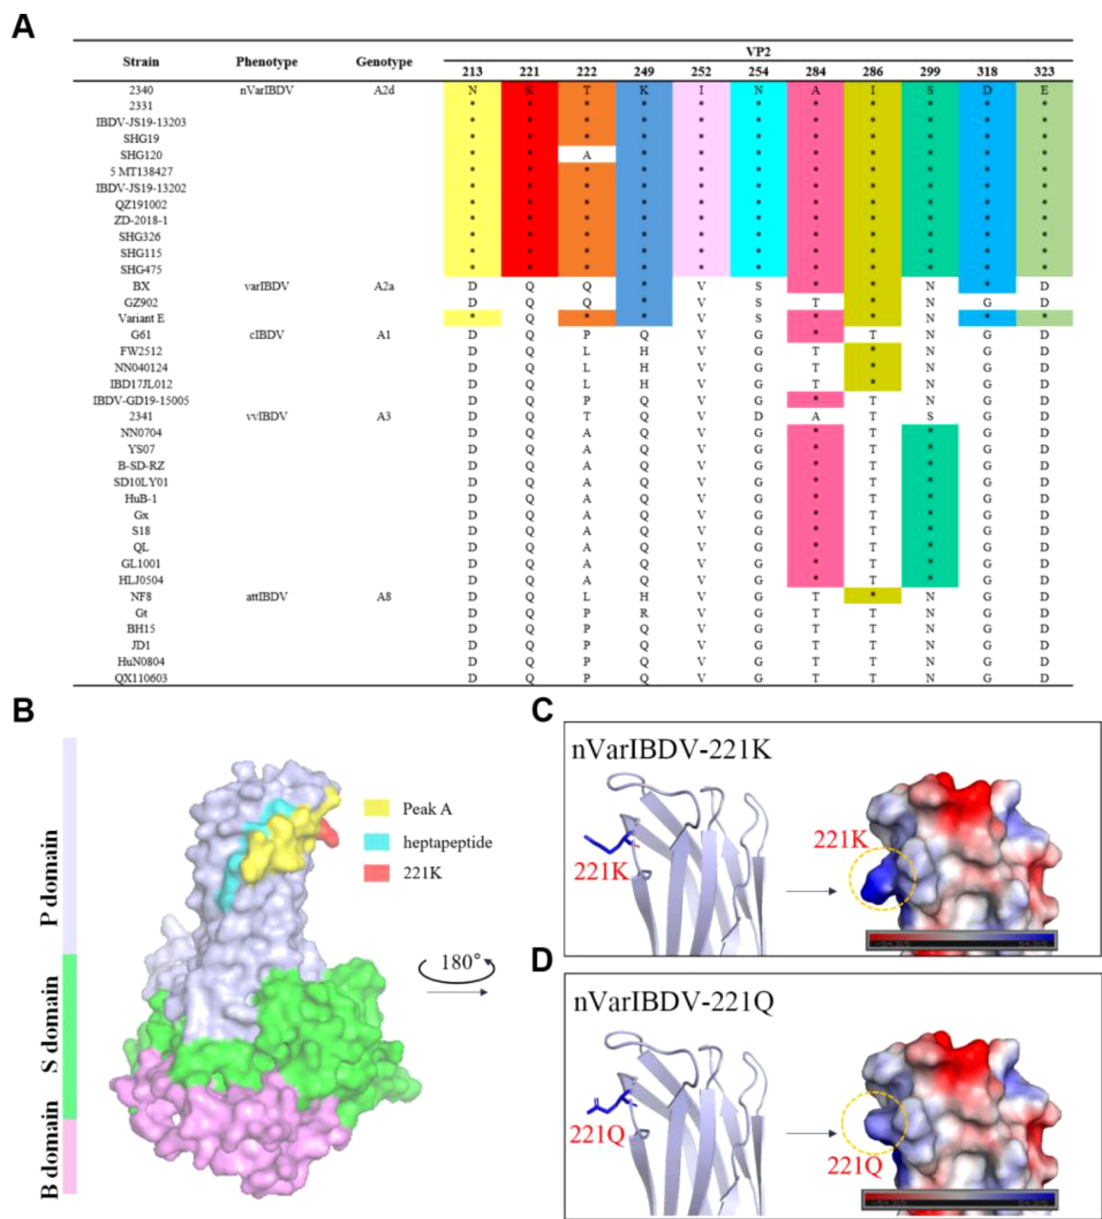 A
VP2
Strain Phenotype Genotype
213 221 222 249 252 254 284 286 299 318 323
2340 nVarIBDV A2d N K T K I N A I S D E
2331 * * * * * * * * * * *
IBDV-JS19-13203 * * * * * * * * * * *
SHG19 * * * * * * * * * * *
SHG120 * * A * * * * * * * *
5 MT138427 * * * * * * * * * * *
IBDV-JS19-13202 * * * * * * * * * * *
QZ191002 * * * * * * * * * * *
ZD-2018-1 * * * * * * * * * * *
SHG326 * * * * * * * * * * *
SHG115 * * * * * * * * * * *
SHG475 * * * * * * * * * * *
BX varIBDV A2a D Q Q * V S * * N * D
GZ902 D Q Q * V S T * N G D
Variant E * Q * * V S * * N * *
G61 cIBDV A1 D Q P Q V G * T N G D
FW2512 D Q L H V G T * N G D
NN040124 D Q L H V G T * N G D
IBD17JL012 D Q L H V G T * N G D
IBDV-GD19-15005 D Q P Q V G * T N G D
2341 vvIBDV A3 D Q T Q V D A T S G D
NN0704 D Q A Q V G * T * G D
YS07 D Q A Q V G * T * G D
B-SD-RZ D Q A Q V G * T * G D
SD10LY01 D Q A Q V G * T * G D
HuB-1 D Q A Q V G * T * G D
Gx D Q A Q V G * T * G D
S18 D Q A Q V G * T * G D
QL D Q A Q V G * T * G D
GL1001 D Q A Q V G * T * G D
HLJ0504 D Q A Q V G * T * G D
NF8 attIBDV A8 D Q L H V G T * N G D
Gt D Q P R V G T T N G D
BH15 D Q P Q V G T T N G D
JD1 D Q P Q V G T T N G D
HuN0804 D Q P Q V G T T N G D
QX110603 D Q P Q V G T T N G D
B
P domain
S domain
B domain
Peak A
heptapeptide
221K
180°
C
nVarIBDV-221K
221K
221K
D
nVarIBDV-221Q
221Q
221Q